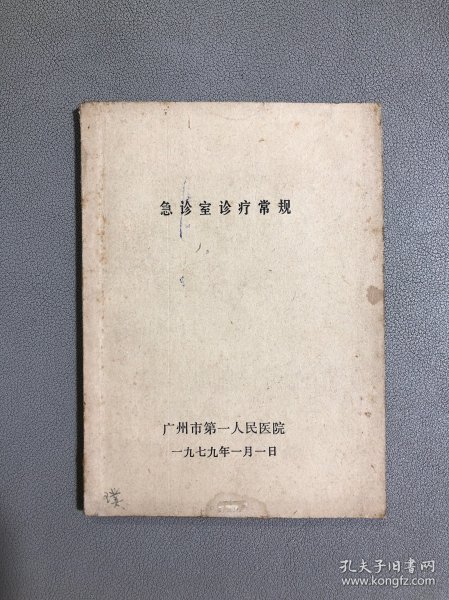 急诊室诊疗常规
广州市第一人民医院
一九七九年一月一日
孔夫子旧书网
www.kongfz.com